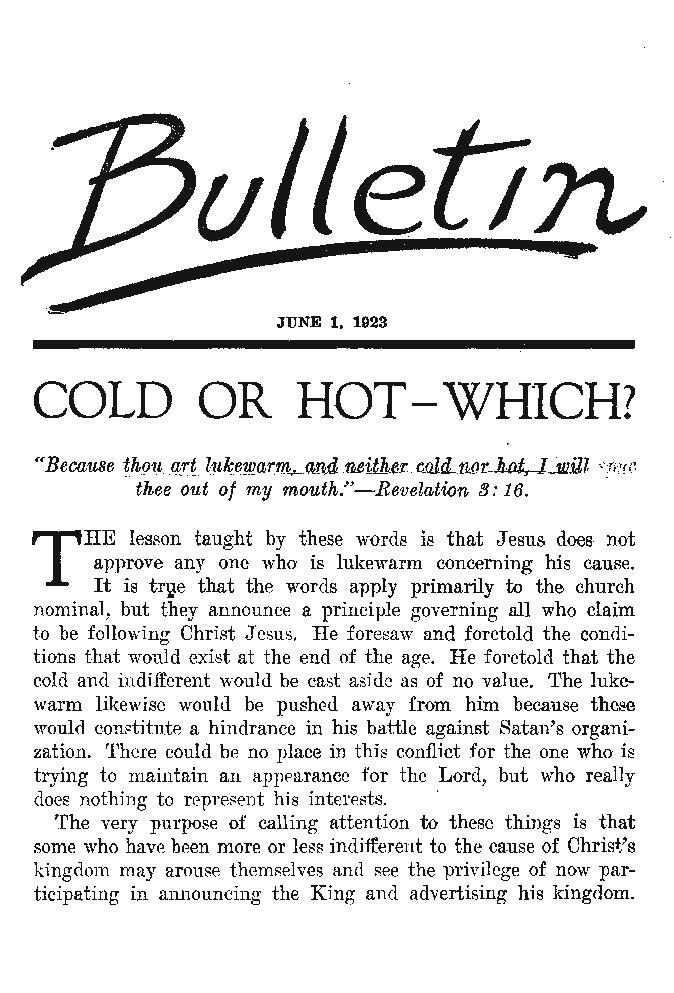 Bulletin
JUNE 1, 1923
COLD OR HOT—WHICH?
“Because thou art lukewarm, and neither cold nor hot, I will spue
thee out of my mouth.”—Revelation 3:16.
THE lesson taught by these words is that Jesus does not
approve any one who is lukewarm concerning his cause.
It is true that the words apply primarily to the church
nominal, but they announce a principle governing all who claim
to be following Christ Jesus. He foresaw and foretold the condi-
tions that would exist at the end of the age. He foretold that the
cold and indifferent would be cast aside as of no value. The luke-
warm likewise would be pushed away from him because these
would constitute a hindrance in his battle against Satan’s organi-
zation. There could be no place in this conflict for the one who is
trying to maintain an appearance for the Lord, but who really
does nothing to represent his interests.
The very purpose of calling attention to these things is that
some who have been more or less indifferent to the cause of Christ’s
kingdom may arouse themselves and see the privilege of now par-
ticipating in announcing the King and advertising his kingdom.